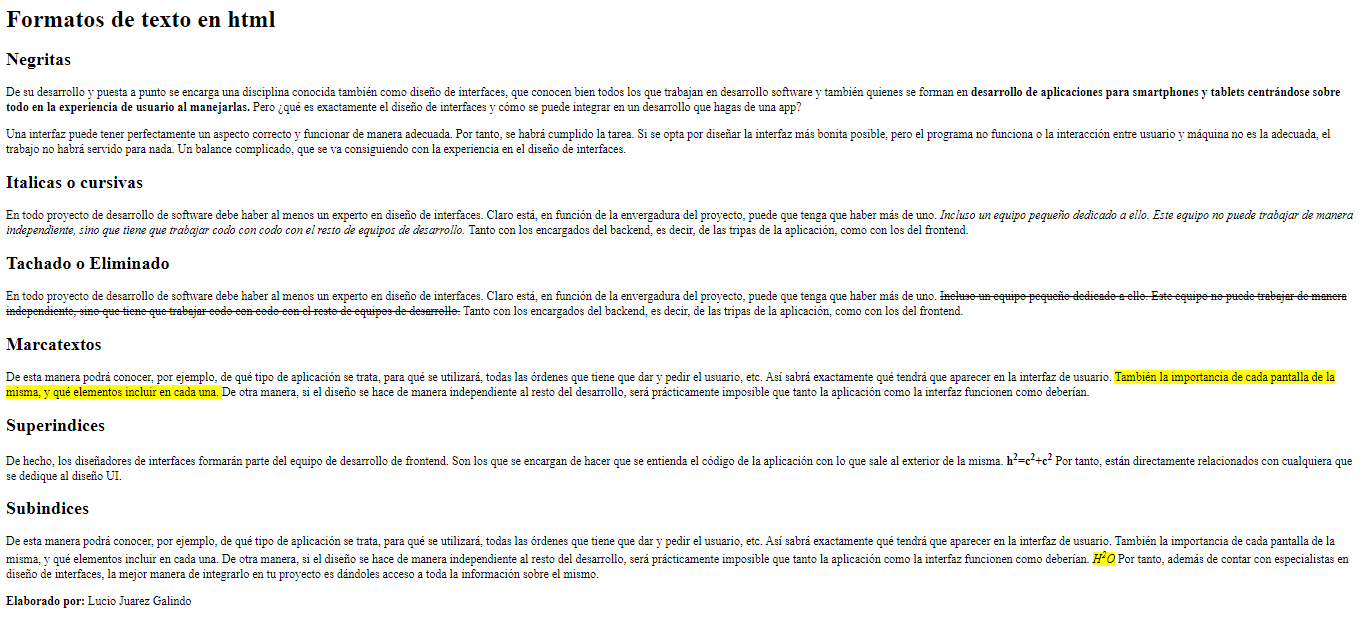 Formatos de texto en html
Negritas
De su desarrollo y puesta a punto se encarga una disciplina conocida también como diseño de interfaces, que conocen bien todos los que trabajan en desarrollo software y también quienes se forman en desarrollo de aplicaciones para smartphones y tablets centrándose sobre
todo en la experiencia de usuario al manejarlas. Pero ¿qué es exactamente el diseño de interfaces y cómo se puede integrar en un desarrollo que hagas de una app?
Una interfaz puede tener perfectamente un aspecto correcto y funcionar de manera adecuada. Por tanto, se habrá cumplido la tarea. Si se opta por diseñar la interfaz más bonita posible, pero el programa no funciona o la interacción entre usuario y máquina no es la adecuada, el
trabajo no habrá servido para nada. Un balance complicado, que se va consiguiendo con la experiencia en el diseño de interfaces.
Italicas o cursivas
En todo proyecto de desarrollo de software debe haber al menos un experto en diseño de interfaces. Claro está, en función de la envergadura del proyecto, puede que tenga que haber más de uno. Incluso un equipo pequeño dedicado a ello. Este equipo no puede trabajar de manera
independiente, sino que tiene que trabajar codo con codo con el resto de equipos de desarrollo. Tanto con los encargados del backend, es decir, de las tripas de la aplicación, como con los del frontend.
Tachado o Eliminado
En todo proyecto de desarrollo de software debe haber al menos un experto en diseño de interfaces. Claro está, en función de la envergadura del proyecto, puede que tenga que haber más de uno. Incluso un equipo pequeño dedicado a ello. Este equipo no puede trabajar de manera
independiente, sino que tiene que trabajar codo con codo con el resto de equipos de desarrollo. Tanto con los encargados del backend, es decir, de las tripas de la aplicación, como con los del frontend.
Marcatextos
De esta manera podrá conocer, por ejemplo, de qué tipo de aplicación se trata, para qué se utilizará, todas las órdenes que tiene que dar y pedir el usuario, etc. Así sabrá exactamente qué tendrá que aparecer en la interfaz de usuario. También la importancia de cada pantalla de la
misma, y qué elementos incluir en cada una. De otra manera, si el diseño se hace de manera independiente al resto del desarrollo, será prácticamente imposible que tanto la aplicación como la interfaz funcionen como deberían.
Superindices
De hecho, los diseñadores de interfaces formarán parte del equipo de desarrollo de frontend. Son los que se encargan de hacer que se entienda el código de la aplicación con lo que sale al exterior de la misma. h²=c²+c² Por tanto, están directamente relacionados con cualquiera que
se dedique al diseño UI.
Subindices
De esta manera podrá conocer, por ejemplo, de qué tipo de aplicación se trata, para qué se utilizará, todas las órdenes que tiene que dar y pedir el usuario, etc. Así sabrá exactamente qué tendrá que aparecer en la interfaz de usuario. También la importancia de cada pantalla de la
misma, y qué elementos incluir en cada una. De otra manera, si el diseño se hace de manera independiente al resto del desarrollo, será prácticamente imposible que tanto la aplicación como la interfaz funcionen como deberían. H²O Por tanto, además de contar con especialistas en
diseño de interfaces, la mejor manera de integrarlo en tu proyecto es dándoles acceso a toda la información sobre el mismo.
Elaborado por: Lucio Juarez Galindo